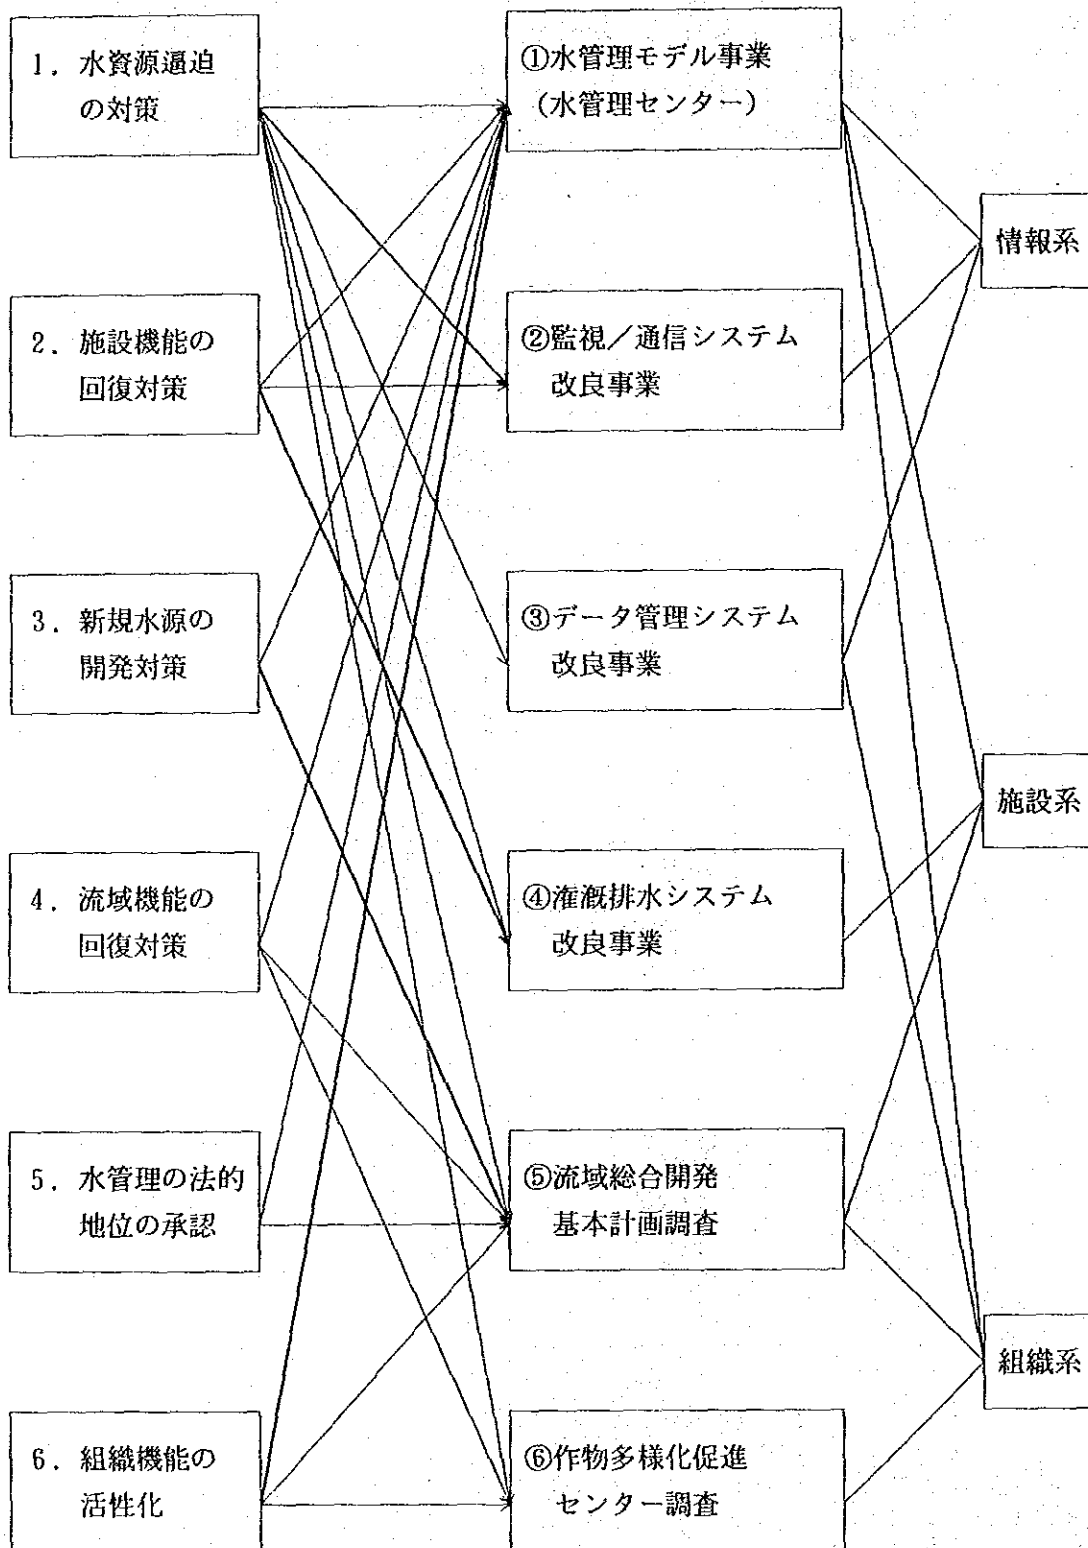 1．水資源逼迫
の対策
2．施設機能の
回復対策
3．新規水源の
開発対策
4．流域機能の
回復対策
5．水管理の法的
地位の承認
6．組織機能の
活性化
①水管理モデル事業
（水管理センター）
②監視／通信システム
改良事業
③データ管理システム
改良事業
④灌漑排水システム
改良事業
⑤流域総合開発
基本計画調査
⑥作物多様化促進
センター調査
情報系
施設系
組織系